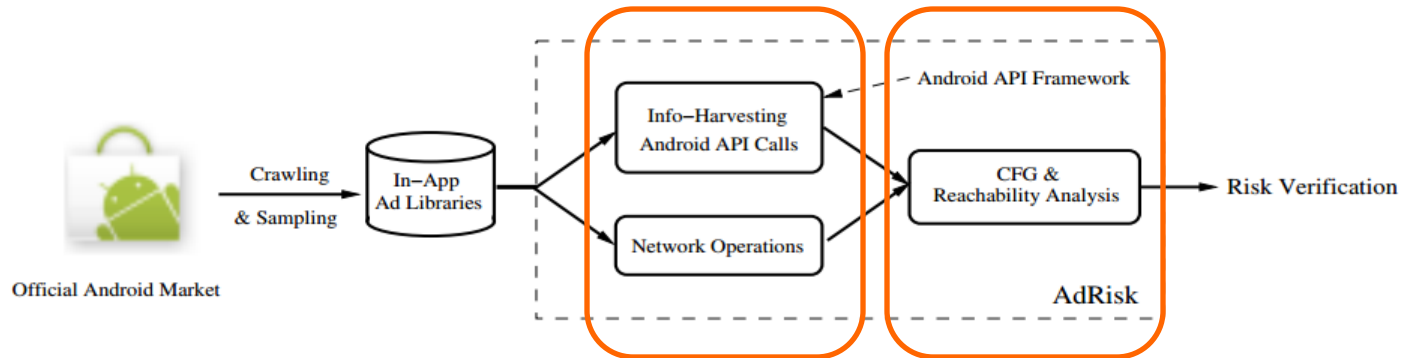 Official Android Market
Crawling
& Sampling
In−App
Ad Libraries
Info−Harvesting
Android API Calls
Network Operations
Android API Framework
CFG &
Reachability Analysis
AdRisk
Risk Verification